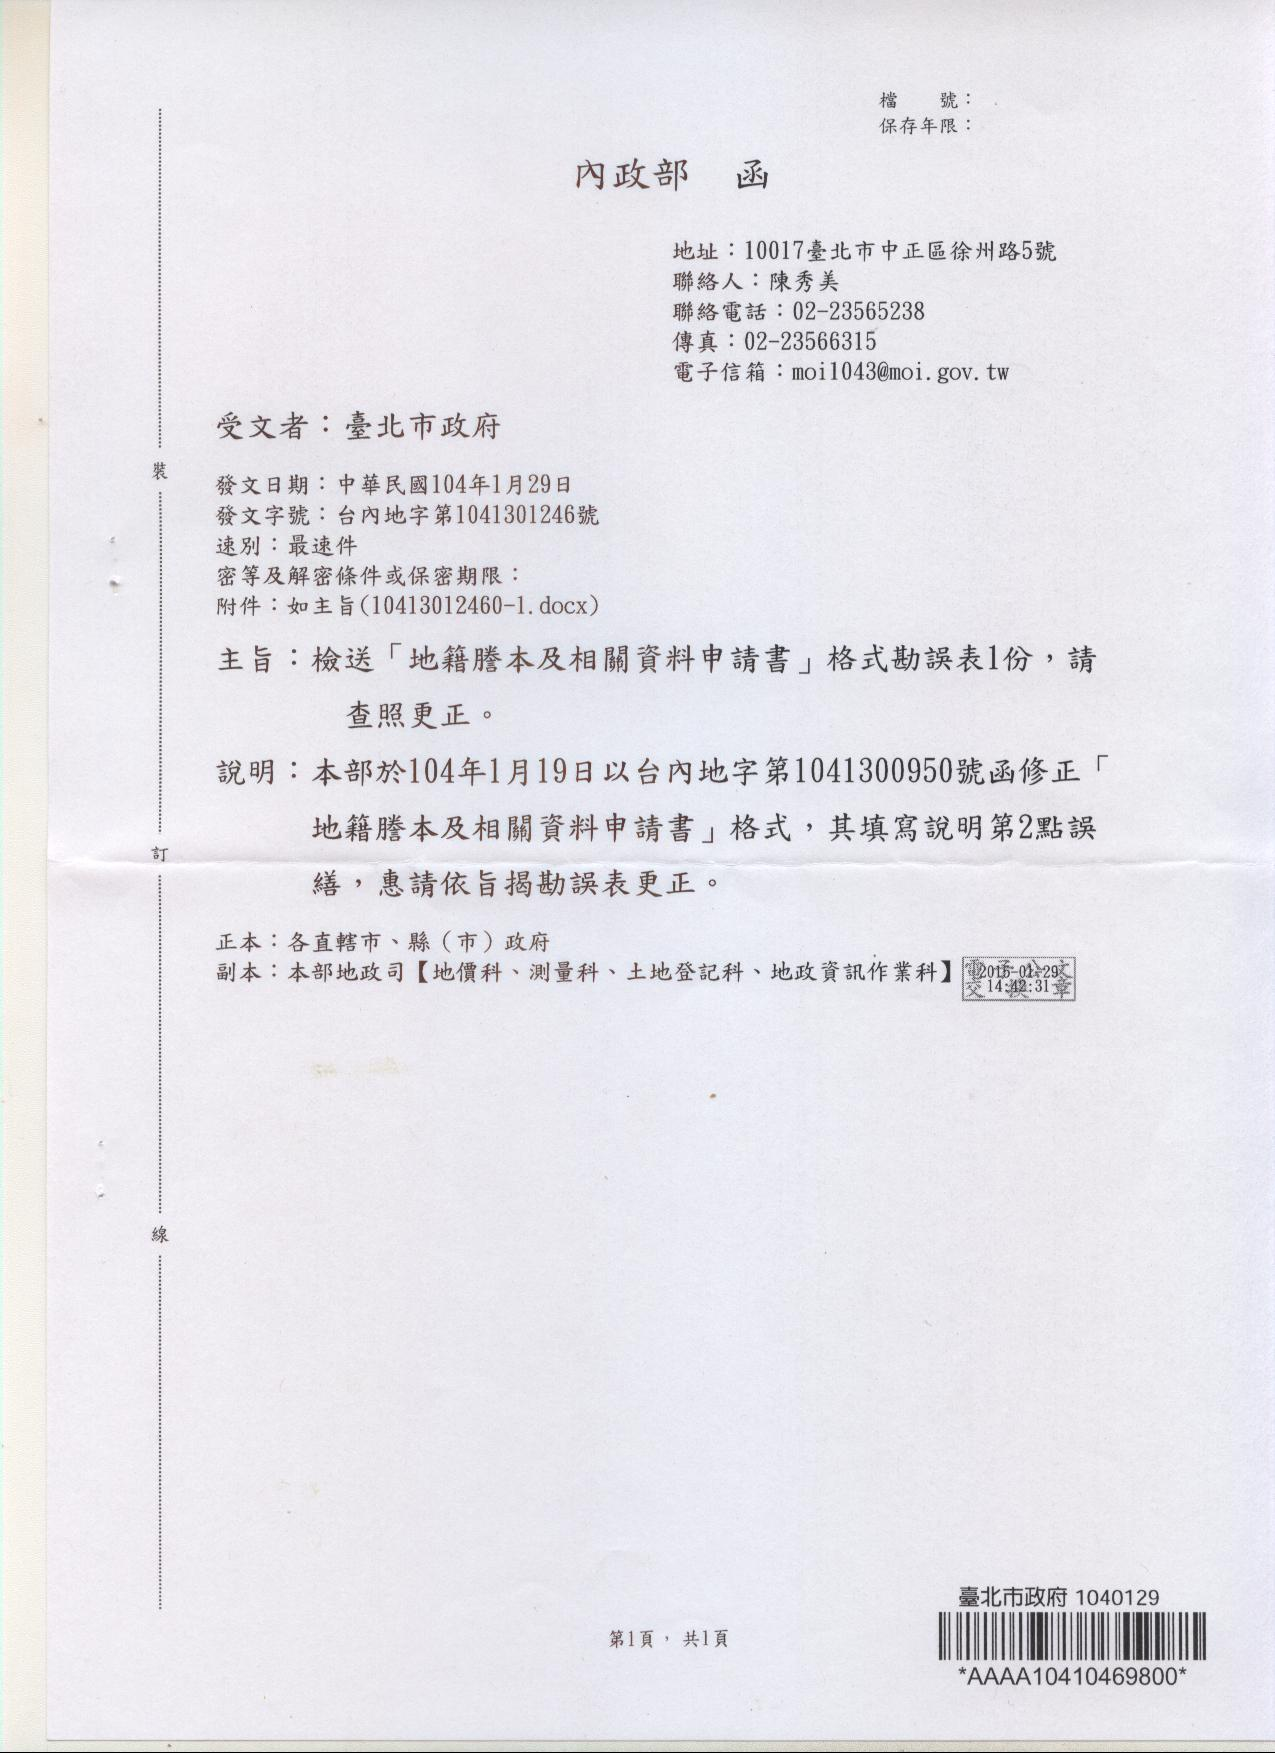 檔　　號：
保存年限：
內政部　函
地址：10017臺北市中正區徐州路5號
聯絡人：陳秀美
聯絡電話：02-23565238
傳真：02-23566315
電子信箱：moi1043@moi.gov.tw
受文者：臺北市政府
發文日期：中華民國104年1月29日
發文字號：台內地字第1041301246號
速別：最速件
密等及解密條件或保密期限：
附件：如主旨(10413012460-1.docx)
主旨：檢送「地籍謄本及相關資料申請書」格式勘誤表1份，請
查照更正。
說明：本部於104年1月19日以台內地字第1041300950號函修正「
地籍謄本及相關資料申請書」格式，其填寫說明第2點誤
繕，惠請依旨揭勘誤表更正。
正本：各直轄市、縣（市）政府
副本：本部地政司【地價科、測量科、土地登記科、地政資訊作業科】
電子公文
2015-01-29
交換章
14:42:31
裝
訂
線
第1頁，共1頁
臺北市政府 1040129
*AAAA10410469800*